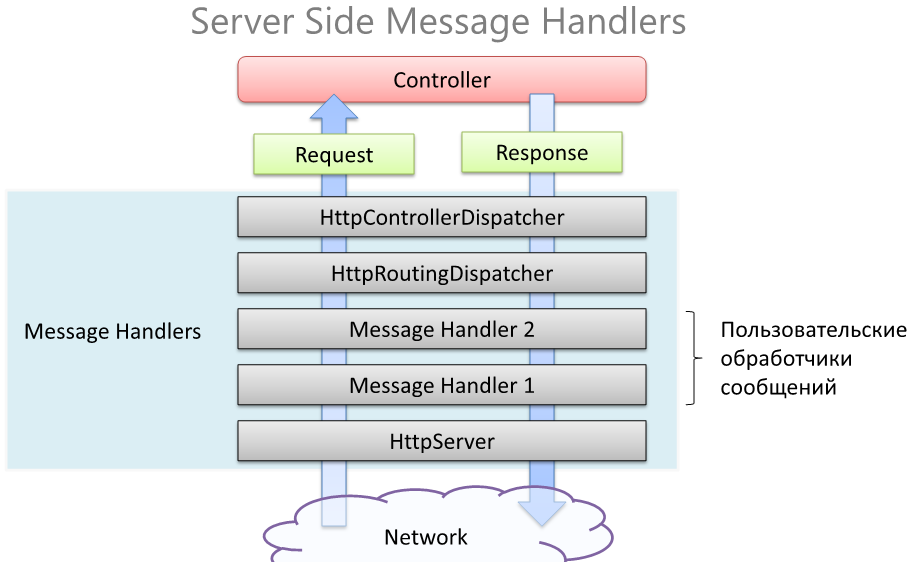 Server Side Message Handlers
Controller
Request
Response
HttpControllerDispatcher
HttpRoutingDispatcher
Message Handlers
Message Handler 2
Message Handler 1
Пользовательские
обработчики
сообщений
HttpServer
Network